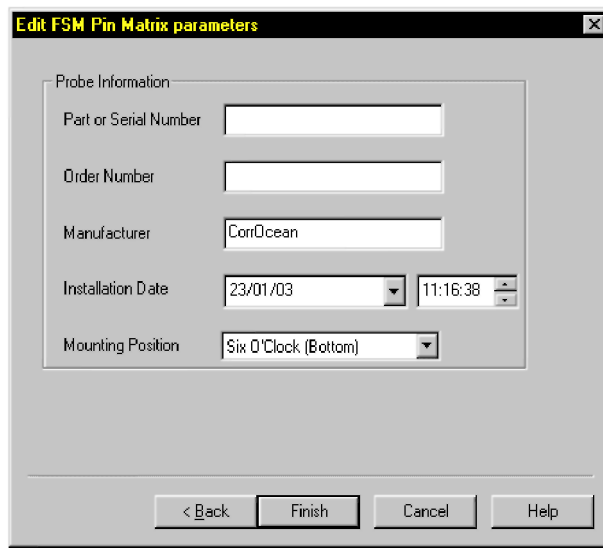 Edit FSM Pin Matrix parameters
Probe Information
Part or Serial Number
Order Number
Manufacturer CorrOcean
Installation Date 23/01/03 11:16:38
Mounting Position Six O'Clock (Bottom)
< Back Finish Cancel Help